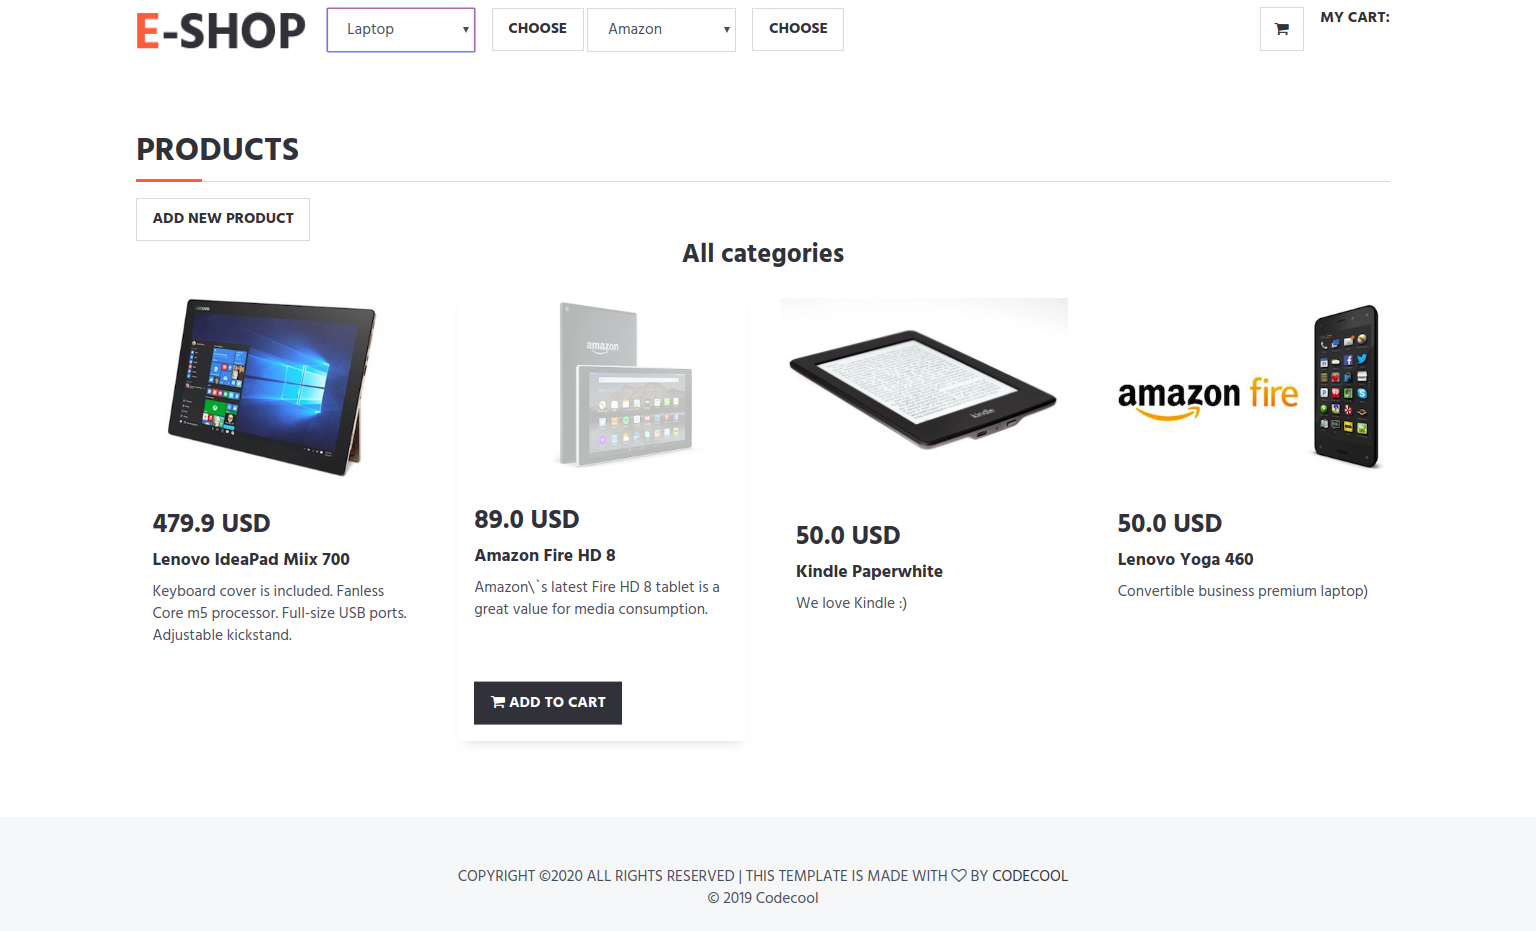 E-SHOP
Laptop
CHOOSE
Amazon
CHOOSE
MY CART:
PRODUCTS
ADD NEW PRODUCT
All categories
Lenovo
amazon
kindle
amazon fire
479.9 USD
Lenovo IdeaPad Miix 700
Keyboard cover is included. Fanless
Core m5 processor. Full-size USB ports.
Adjustable kickstand.
89.0 USD
Amazon Fire HD 8
Amazon\`s latest Fire HD 8 tablet is a
great value for media consumption.
ADD TO CART
50.0 USD
Kindle Paperwhite
We love Kindle :)
50.0 USD
Lenovo Yoga 460
Convertible business premium laptop)
COPYRIGHT ©2020 ALL RIGHTS RESERVED | THIS TEMPLATE IS MADE WITH ♡ BY CODECOOL
© 2019 Codecool